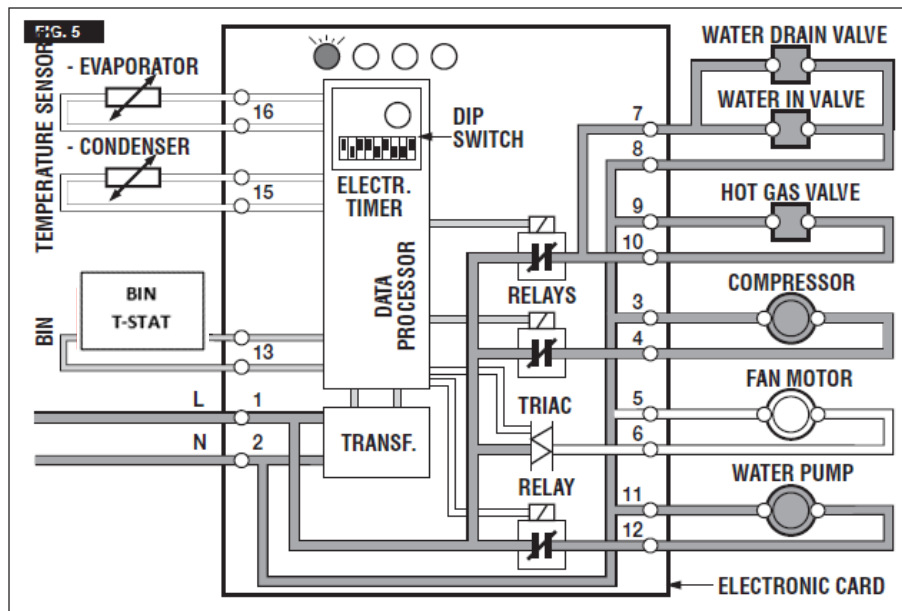 FIG. 5
TEMPERATURE SENSOR
- EVAPORATOR
16
- CONDENSER
15
BIN
BIN
T-STAT
13
L
1
N
2
DIP
SWITCH
ELECTR.
TIMER
DATA
PROCESSOR
TRANSF.
RELAYS
TRIAC
RELAY
WATER DRAIN VALVE
7
WATER IN VALVE
8
HOT GAS VALVE
9
10
COMPRESSOR
3
4
FAN MOTOR
5
6
WATER PUMP
11
12
ELECTRONIC CARD